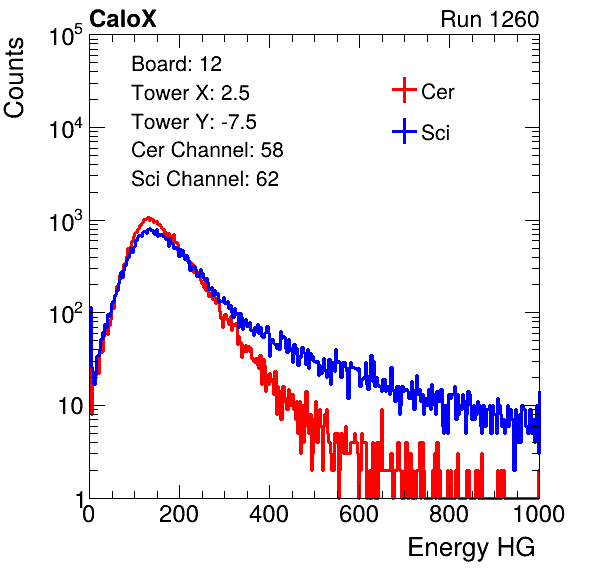 CaloX Run 1260
Counts
Board: 12
Tower X: 2.5
Tower Y: -7.5
Cer Channel: 58
Sci Channel: 62
Cer
Sci
10^5
10^4
10^3
10^2
10
1
0 200 400 600 800 1000
Energy HG